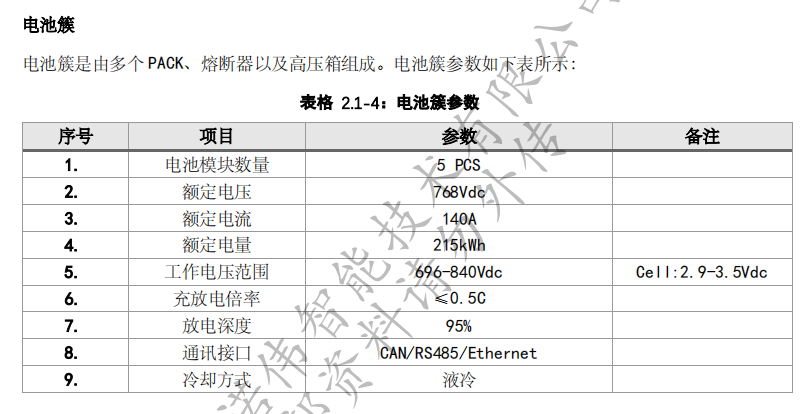 电池簇
电池簇是由多个 PACK、熔断器以及高压箱组成。电池簇参数如下表所示:
表格 2.1-4: 电池簇参数
序号 项目 参数 备注
1. 电池模块数量 5 PCS
2. 额定电压 768Vdc
3. 额定电流 140A
4. 额定电量 215kWh
5. 工作电压范围 696-840Vdc Cell:2.9-3.5Vdc
6. 充放电倍率 ≤0.5C
7. 放电深度 95%
8. 通讯接口 CAN/RS485/Ethernet
9. 冷却方式 液冷
诺伟智能技术有限公司
部资料请勿外传